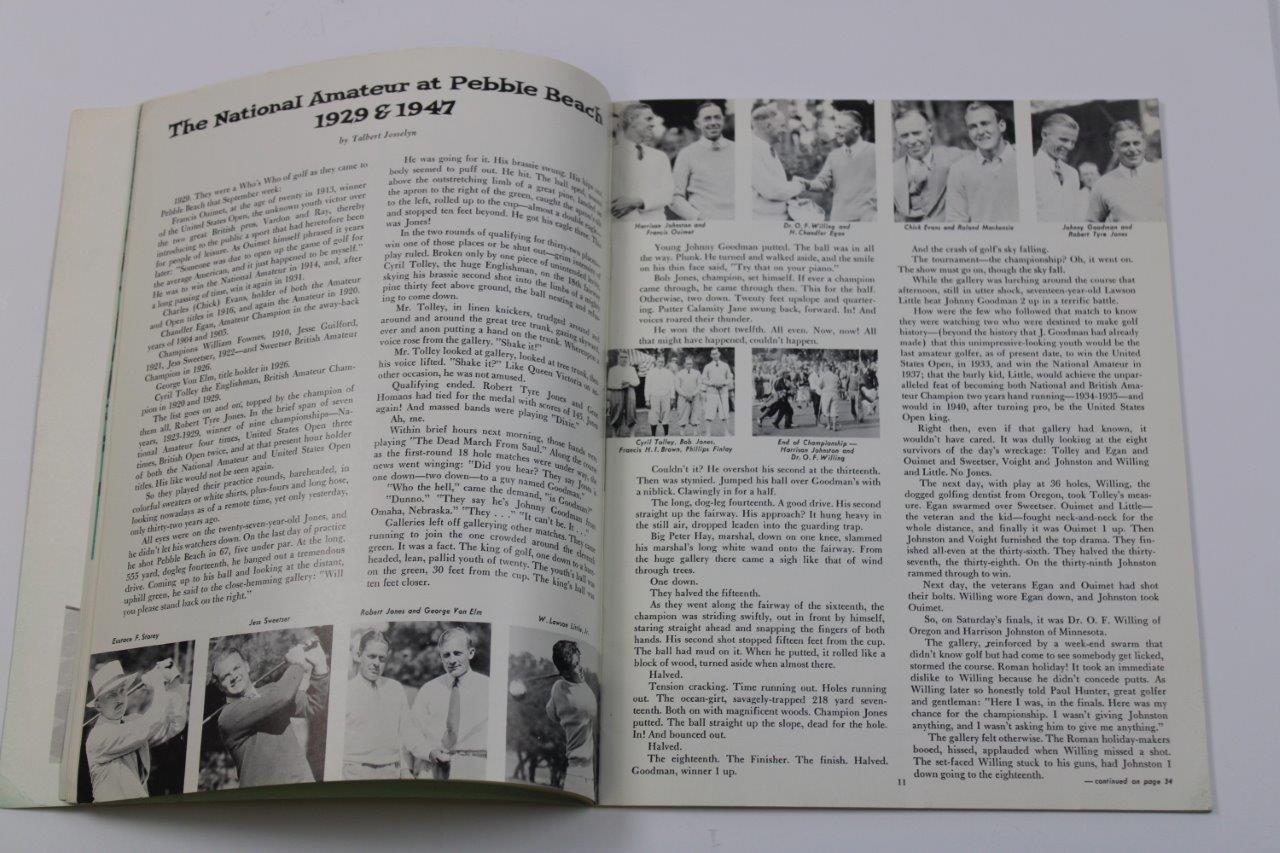 The National Amateur at Pebble Beach
1929 & 1947
by Talbert Josselyn
1929. They were a Who's Who of golf as they came to
Pebble Beach that September week:
Francis Ouimet, at the age of twenty in 1913, winner
of the United States Open, the unknown youth victor over
the two great British pros, Vardon and Ray, thereby
introducing to the public a sport that had heretofore been
for people of leisure. As Ouimet himself phrased it years
later: "Someone was due to open up the game of golf for
the average American, and it just happened to be myself."
He was to win the National Amateur in 1914, and, after
a long passing of time, win it again in 1931.
Charles (Chick) Evans, holder of both the Amateur
and Open titles in 1916, and again the Amateur in 1920.
Chandler Egan, Amateur Champion in the away-back
years of 1904 and 1905.
Champions William Fownes, 1910, Jesse Guilford,
1921, Jess Sweetser, 1922—and Sweetser British Amateur
Champion in 1926.
George Von Elm, title holder in 1926.
Cyril Tolley the Englishman, British Amateur Cham-
pion in 1920 and 1929.
The list goes on and on, topped by the champion of
them all, Robert Tyre Jones. In the brief span of seven
years, 1923-1929, winner of nine championships—Na-
tional Amateur four times, United States Open three
times, British Open twice, and at that present hour holder
of both the National Amateur and United States Open
titles. His like would not be seen again.
So they played their practice rounds, bareheaded, in
colorful sweaters or white shirts, plus-fours and long hose,
looking nowadays as of a remote time, yet only yesterday,
only thirty-two years ago.
All eyes were on the twenty-seven-year-old Jones, and
he didn't let his watchers down. On the last day of practice
he shot Pebble Beach in 67, five under par. At the long,
555 yard, dogleg fourteenth, he banged out a tremendous
drive. Coming up to his ball and looking at the distant,
uphill green, he said to the close-hemming gallery: "Will
you please stand back on the right."
He was going for it. His brassie swung. His hips and
body seemed to puff out. He hit. The ball sped, soared
above the outstretching limb of a great pine, landed on
the apron to the right of the green, caught the apron's
to the left, rolled up to the cup—almost a double eagle—
and stopped ten feet beyond. He got his eagle three. This
was Jones!
In the two rounds of qualifying for thirty-two places,
win one of those places or be shut out—grim intensity of
play ruled. Broken only by one piece of unintended
Cyril Tolley, the huge Englishman, on the 18th fairway
skying his brassie second shot into the limbs of a mighty
pine thirty feet above ground, the ball nesting and refus-
ing to come down.
Mr. Tolley, in linen knickers, trudged around and
around and around the great tree trunk, gazing skyward,
ever and anon putting a hand on the trunk. Whereupon a
voice rose from the gallery. "Shake it!"
Mr. Tolley looked at gallery, looked at tree trunk, then
his voice lifted. "Shake it?" Like Queen Victoria on an-
other occasion, he was not amused.
Qualifying ended. Robert Tyre Jones and Gene
Homans had tied for the medal with scores of 145. Jones
again! And massed bands were playing "Dixie."
Ah, me.
Within brief hours next morning, those bands were
playing "The Dead March From Saul." Along the course
as the first-round 18 hole matches were under way, the
news went winging: "Did you hear? They say Jones is
one down—two down—to a guy named Goodman."
"Who the hell," came the demand, "is Goodman?"
"Dunno." "They say he's Johnny Goodman from
Omaha, Nebraska." "They . . ." "It can't be. It . . ."
Galleries left off gallerying other matches. They came
running to join the one crowded around the eleventh
green. It was a fact. The king of golf, one down to a bare-
headed, lean, pallid youth of twenty. The youth's ball was
on the green, 30 feet from the cup. The king's ball was
ten feet closer.
Eustace F. Storey
Jess Sweetser
Robert Jones and George Von Elm
W. Lawson Little, Jr.
Harrison Johnston and
Francis Ouimet
Dr. O. F. Willing and
H. Chandler Egan
Chick Evans and Roland Mackenzie
Johnny Goodman and
Robert Tyre Jones
Young Johnny Goodman putted. The ball was in all
the way. Plunk. He turned and walked aside, and the smile
on his thin face said, "Try that on your piano."
Bob Jones, champion, set himself. If ever a champion
came through, he came through then. This for the half.
Otherwise, two down. Twenty feet upslope and quarter-
ing. Putter Calamity Jane swung back, forward. In! And
voices roared their thunder.
He won the short twelfth. All even. Now, now! All
that might have happened, couldn't happen.
Cyril Tolley, Bob Jones,
Francis H. I. Brown, Phillips Finlay
End of Championship —
Harrison Johnston and
Dr. O. F. Willing
Couldn't it? He overshot his second at the thirteenth.
Then was stymied. Jumped his ball over Goodman's with
a niblick. Clawingly in for a half.
The long, dog-leg fourteenth. A good drive. His second
straight up the fairway. His approach? It hung heavy in
the still air, dropped leaden into the guarding trap.
Big Peter Hay, marshal, down on one knee, slammed
his marshal's long white wand onto the fairway. From
the huge gallery there came a sigh like that of wind
through trees.
One down.
They halved the fifteenth.
As they went along the fairway of the sixteenth, the
champion was striding swiftly, out in front by himself,
staring straight ahead and snapping the fingers of both
hands. His second shot stopped fifteen feet from the cup.
The ball had mud on it. When he putted, it rolled like a
block of wood, turned aside when almost there.
Halved.
Tension cracking. Time running out. Holes running
out. The ocean-girt, savagely-trapped 218 yard seven-
teenth. Both on with magnificent woods. Champion Jones
putted. The ball straight up the slope, dead for the hole.
In! And bounced out.
Halved.
The eighteenth. The Finisher. The finish. Halved.
Goodman, winner 1 up.
And the crash of golf's sky falling.
The tournament—the championship? Oh, it went on.
The show must go on, though the sky fall.
While the gallery was lurching around the course that
afternoon, still in utter shock, seventeen-year-old Lawson
Little beat Johnny Goodman 2 up in a terrific battle.
How were the few who followed that match to know
they were watching two who were destined to make golf
history—(beyond the history that J. Goodman had already
made) that this unimpressive-looking youth would be the
last amateur golfer, as of present date, to win the United
States Open, in 1933, and win the National Amateur in
1937; that the burly kid, Little, would achieve the unpar-
alleled feat of becoming both National and British Ama-
teur Champion two years hand running—1934-1935—and
would in 1940, after turning pro, be the United States
Open king.
Right then, even if that gallery had known, it
wouldn't have cared. It was dully looking at the eight
survivors of the day's wreckage: Tolley and Egan and
Ouimet and Sweetser, Voight and Johnston and Willing
and Little. No Jones.
The next day, with play at 36 holes, Willing, the
dogged golfing dentist from Oregon, took Tolley's meas-
ure. Egan swarmed over Sweetser. Ouimet and Little—
the veteran and the kid—fought neck-and-neck for the
whole distance, and finally it was Ouimet 1 up. Then
Johnston and Voight furnished the top drama. They fin-
ished all-even at the thirty-sixth. They halved the thirty-
seventh, the thirty-eighth. On the thirty-ninth Johnston
rammed through to win.
Next day, the veterans Egan and Ouimet had shot
their bolts. Willing wore Egan down, and Johnston took
Ouimet.
So, on Saturday's finals, it was Dr. O. F. Willing of
Oregon and Harrison Johnston of Minnesota.
The gallery, reinforced by a week-end swarm that
didn't know golf but had come to see somebody get licked,
stormed the course. Roman holiday! It took an immediate
dislike to Willing because he didn't concede putts. As
Willing later so honestly told Paul Hunter, great golfer
and gentleman: "Here I was, in the finals. Here was my
chance for the championship. I wasn't giving Johnston
anything, and I wasn't asking him to give me anything."
The gallery felt otherwise. The Roman holiday-makers
booed, hissed, applauded when Willing missed a shot.
The set-faced Willing stuck to his guns, had Johnston 1
down going to the eighteenth.
11
— continued on page 34